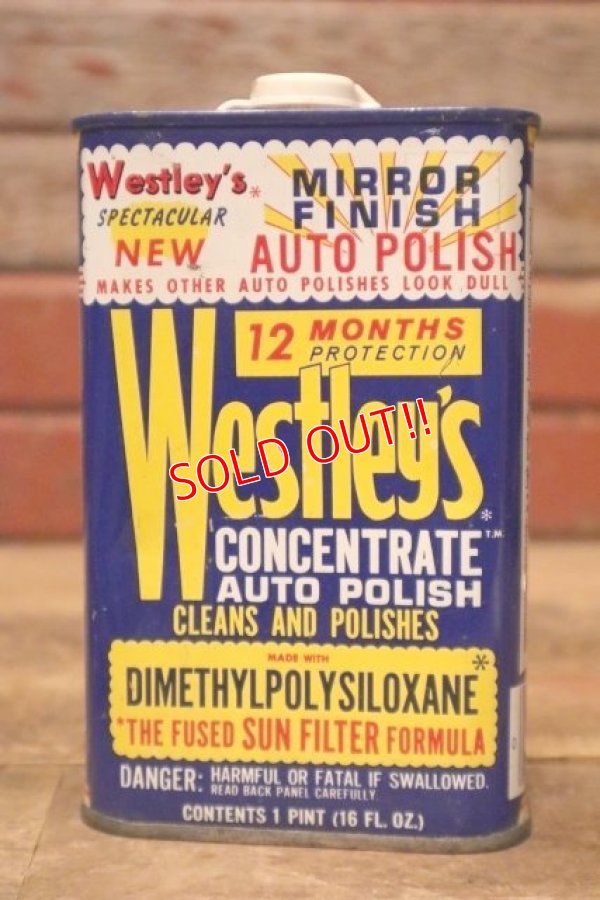 Westley's*
SPECTACULAR
NEW
MIRROR
FINISH
AUTO POLISH
MAKES OTHER AUTO POLISHES LOOK DULL
12 MONTHS
PROTECTION
Westley's*
SOLD OUT!!
CONCENTRATE™
AUTO POLISH
CLEANS AND POLISHES
MADE WITH
DIMETHYLPOLYSILOXANE*
*THE FUSED SUN FILTER FORMULA
DANGER: HARMFUL OR FATAL IF SWALLOWED.
READ BACK PANEL CAREFULLY.
CONTENTS 1 PINT (16 FL. OZ.)